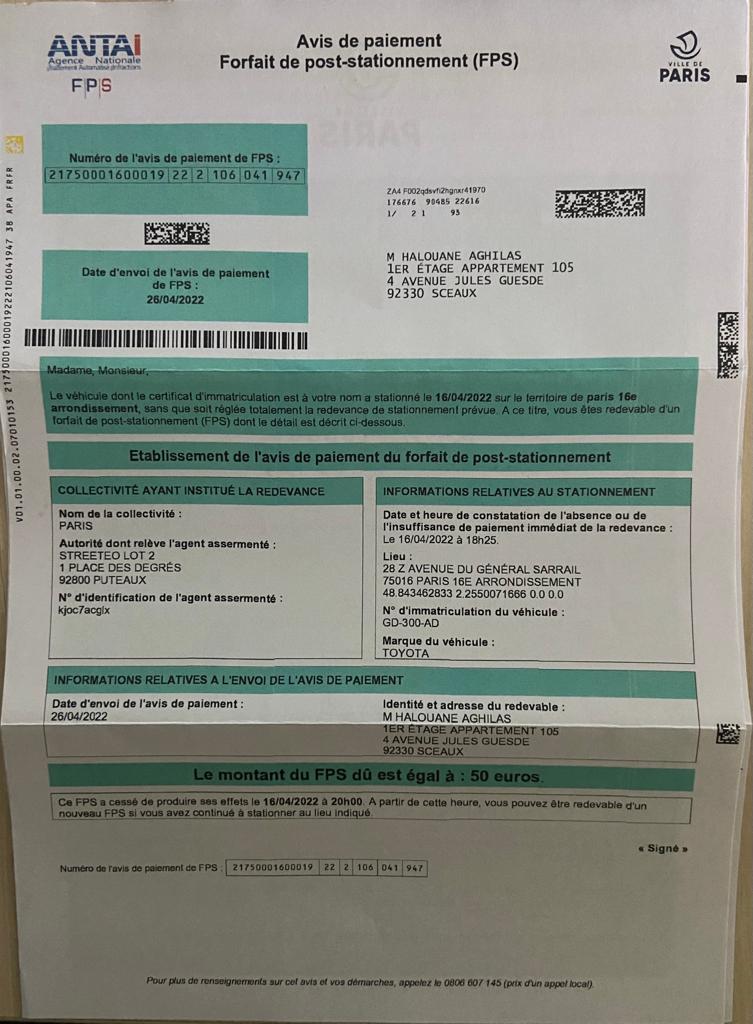 ANTAI
Agence Nationale
Traitement Automatisé Infractions
FPS
Avis de paiement
Forfait de post-stationnement (FPS)
VILLE DE
PARIS
Numéro de l'avis de paiement de FPS :
21750001600019 22 2 106 041 947
ZA4 F002qdsvfi2hgnxr41970
176676 90485 22616
1/ 2 1 93
Date d'envoi de l'avis de paiement
de FPS :
26/04/2022
M HALOUANE AGHILAS
1ER ÉTAGE APPARTEMENT 105
4 AVENUE JULES GUESDE
92330 SCEAUX
V01.01.00.02.07010153 21750001600019222106041947 38 APA FRFR
Madame, Monsieur,
Le véhicule dont le certificat d'immatriculation est à votre nom a stationné le 16/04/2022 sur le territoire de paris 16e
arrondissement, sans que soit réglée totalement la redevance de stationnement prévue. A ce titre, vous êtes redevable d'un
forfait de post-stationnement (FPS) dont le détail est décrit ci-dessous.
Etablissement de l'avis de paiement du forfait de post-stationnement
COLLECTIVITÉ AYANT INSTITUÉ LA REDEVANCE
Nom de la collectivité :
PARIS
Autorité dont relève l'agent assermenté :
STREETEO LOT 2
1 PLACE DES DEGRÉS
92800 PUTEAUX
N° d'identification de l'agent assermenté :
kjoc7acglx
INFORMATIONS RELATIVES AU STATIONNEMENT
Date et heure de constatation de l'absence ou de
l'insuffisance de paiement immédiat de la redevance :
Le 16/04/2022 à 18h25.
Lieu :
28 Z AVENUE DU GÉNÉRAL SARRAIL
75016 PARIS 16E ARRONDISSEMENT
48.843462833 2.2550071666 0.0 0.0
N° d'immatriculation du véhicule :
GD-300-AD
Marque du véhicule :
TOYOTA
INFORMATIONS RELATIVES A L'ENVOI DE L'AVIS DE PAIEMENT
Date d'envoi de l'avis de paiement :
26/04/2022
Identité et adresse du redevable :
M HALOUANE AGHILAS
1ER ÉTAGE APPARTEMENT 105
4 AVENUE JULES GUESDE
92330 SCEAUX
Le montant du FPS dû est égal à : 50 euros.
Ce FPS a cessé de produire ses effets le 16/04/2022 à 20h00. A partir de cette heure, vous pouvez être redevable d'un
nouveau FPS si vous avez continué à stationner au lieu indiqué.
« Signé »
Numéro de l'avis de paiement de FPS : 21750001600019 22 2 106 041 947
Pour plus de renseignements sur cet avis et vos démarches, appelez le 0806 607 145 (prix d'un appel local).